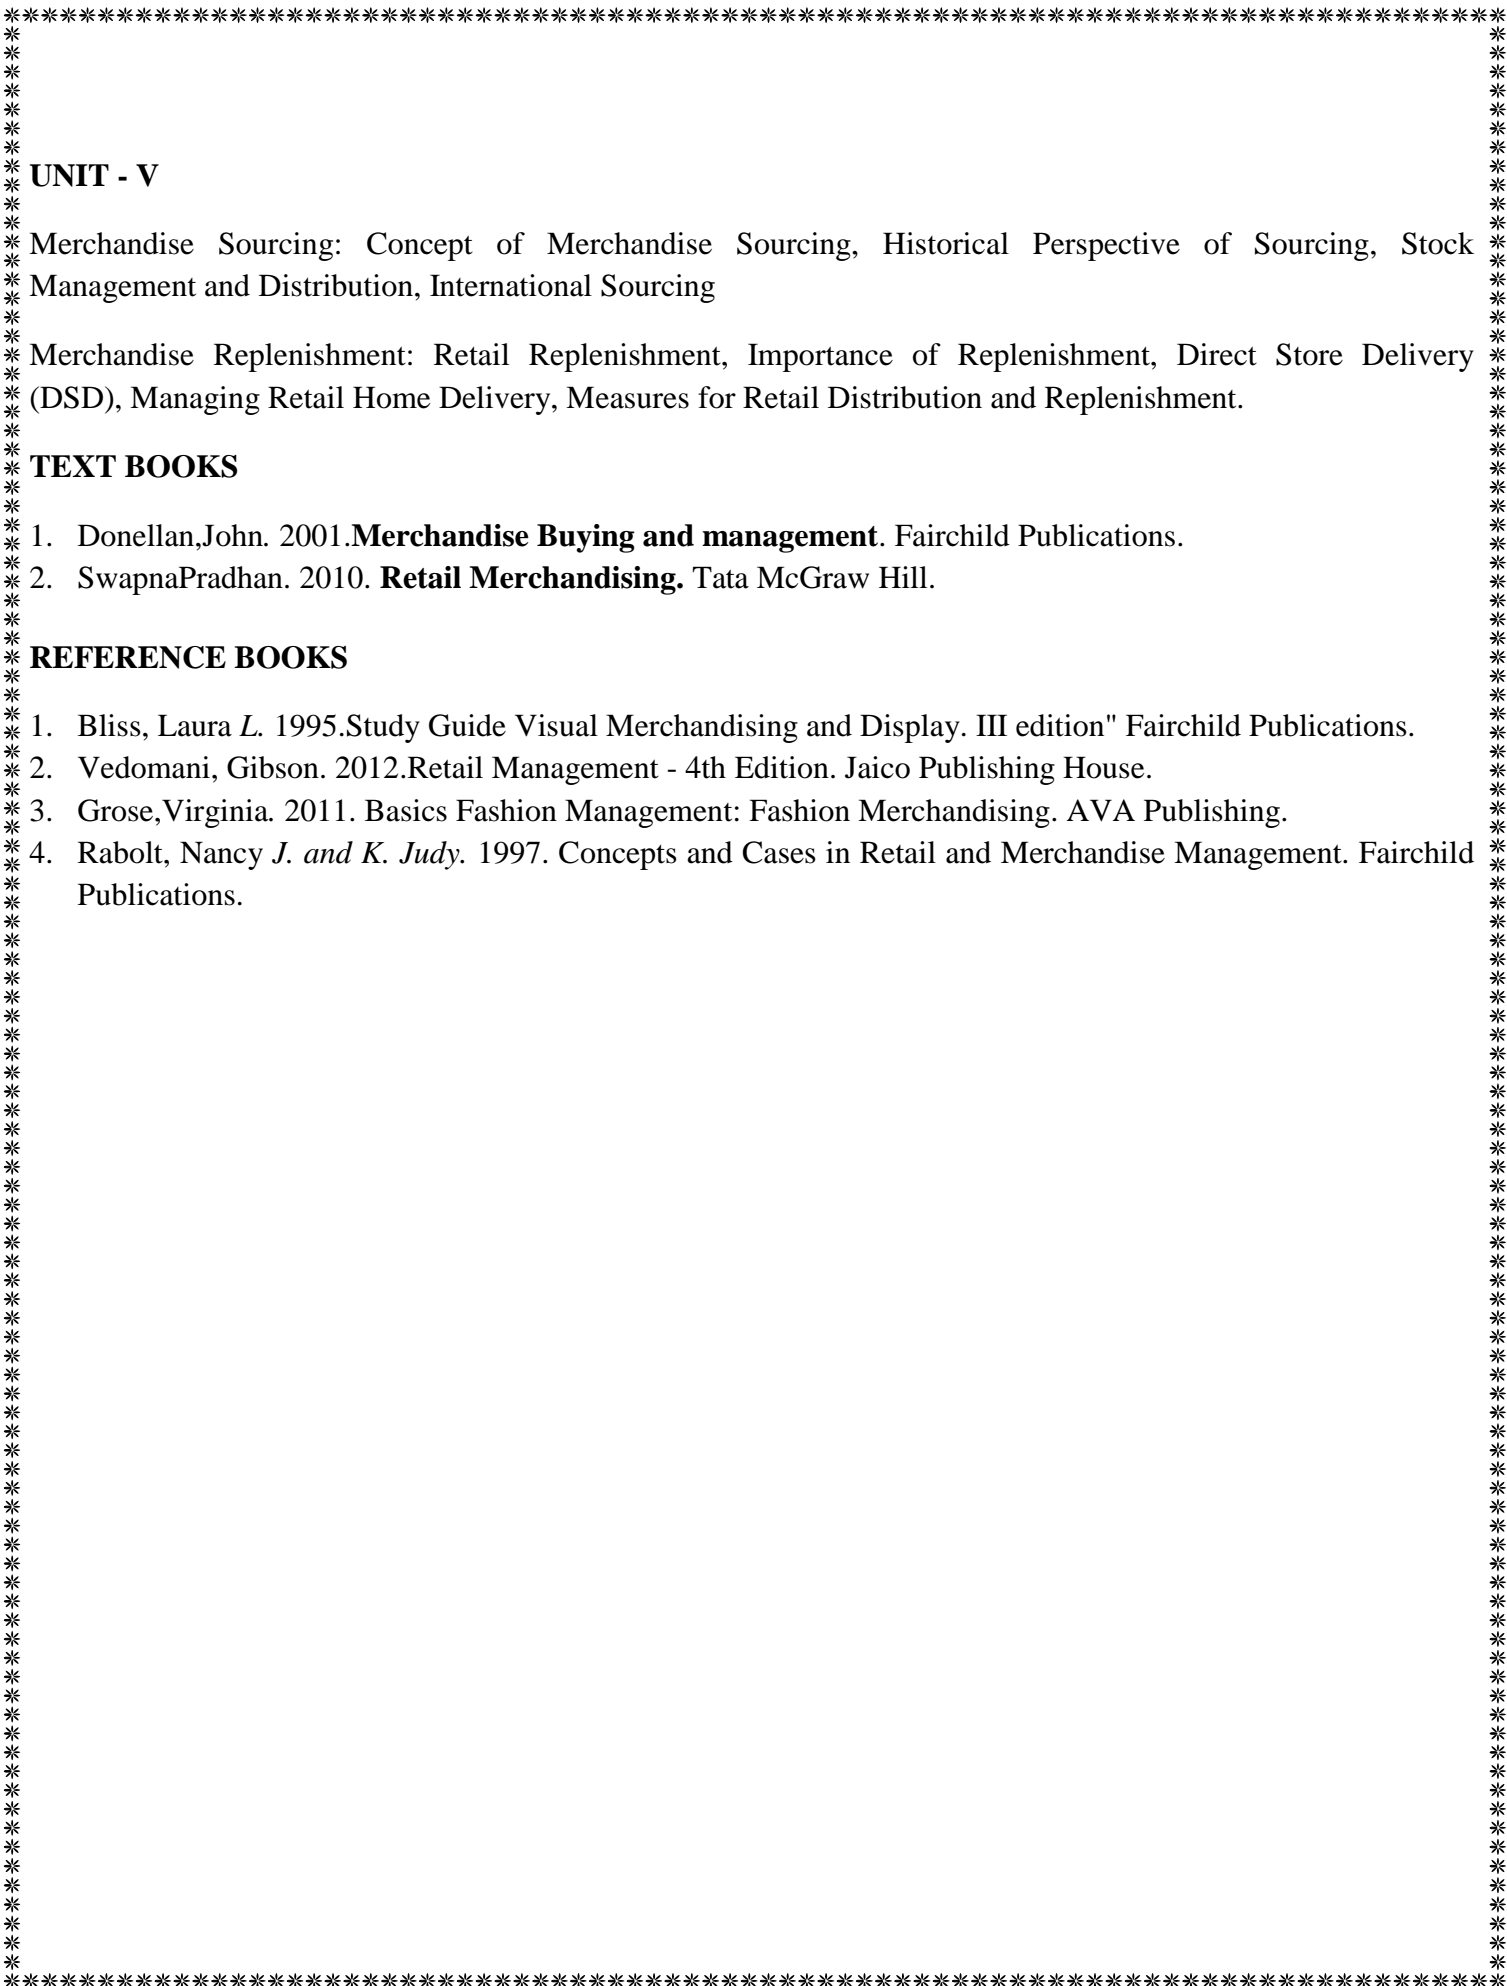 UNIT - V
Merchandise Sourcing: Concept of Merchandise Sourcing, Historical Perspective of Sourcing, Stock
Management and Distribution, International Sourcing
Merchandise Replenishment: Retail Replenishment, Importance of Replenishment, Direct Store Delivery
(DSD), Managing Retail Home Delivery, Measures for Retail Distribution and Replenishment.
TEXT BOOKS
1. Donellan,John. 2001.Merchandise Buying and management. Fairchild Publications.
2. SwapnaPradhan. 2010. Retail Merchandising. Tata McGraw Hill.
REFERENCE BOOKS
1. Bliss, Laura L. 1995.Study Guide Visual Merchandising and Display. III edition" Fairchild Publications.
2. Vedomani, Gibson. 2012.Retail Management - 4th Edition. Jaico Publishing House.
3. Grose,Virginia. 2011. Basics Fashion Management: Fashion Merchandising. AVA Publishing.
4. Rabolt, Nancy J. and K. Judy. 1997. Concepts and Cases in Retail and Merchandise Management. Fairchild
Publications.